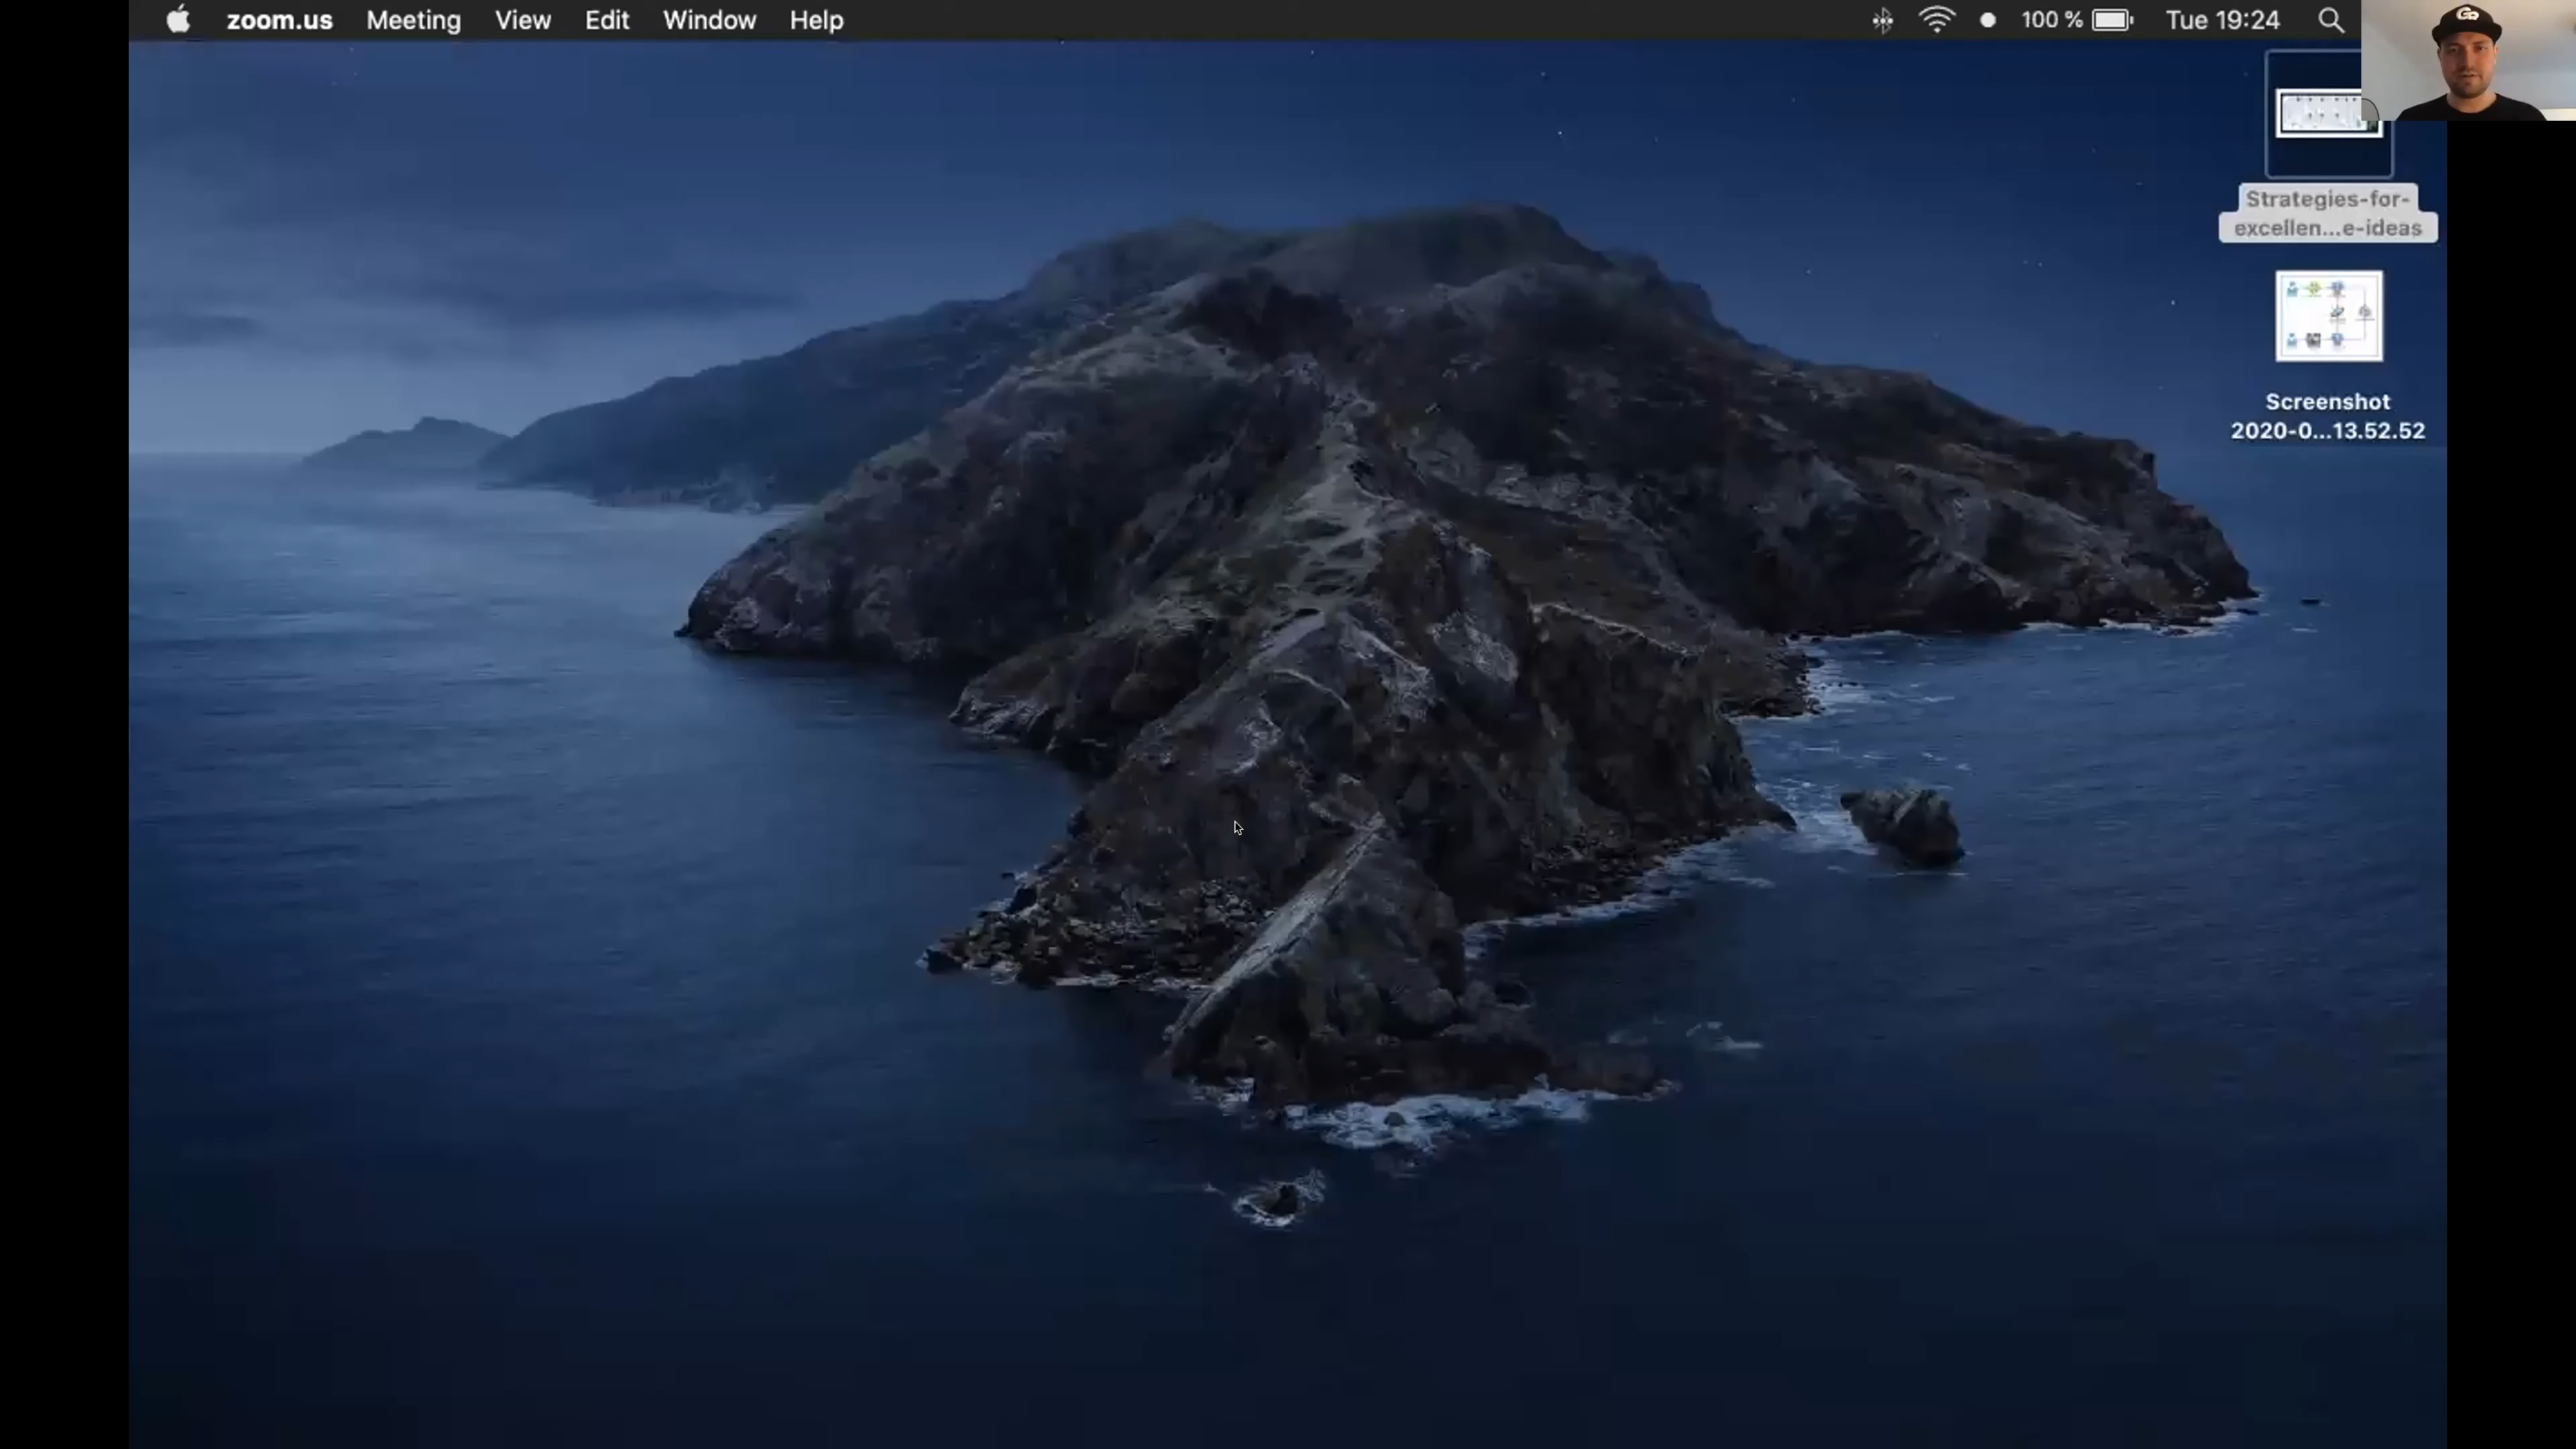 zoom.us Meeting View Edit Window Help 100 % Tue 19:24
Strategies-for-
excellen...e-ideas
Screenshot
2020-0...13.52.52